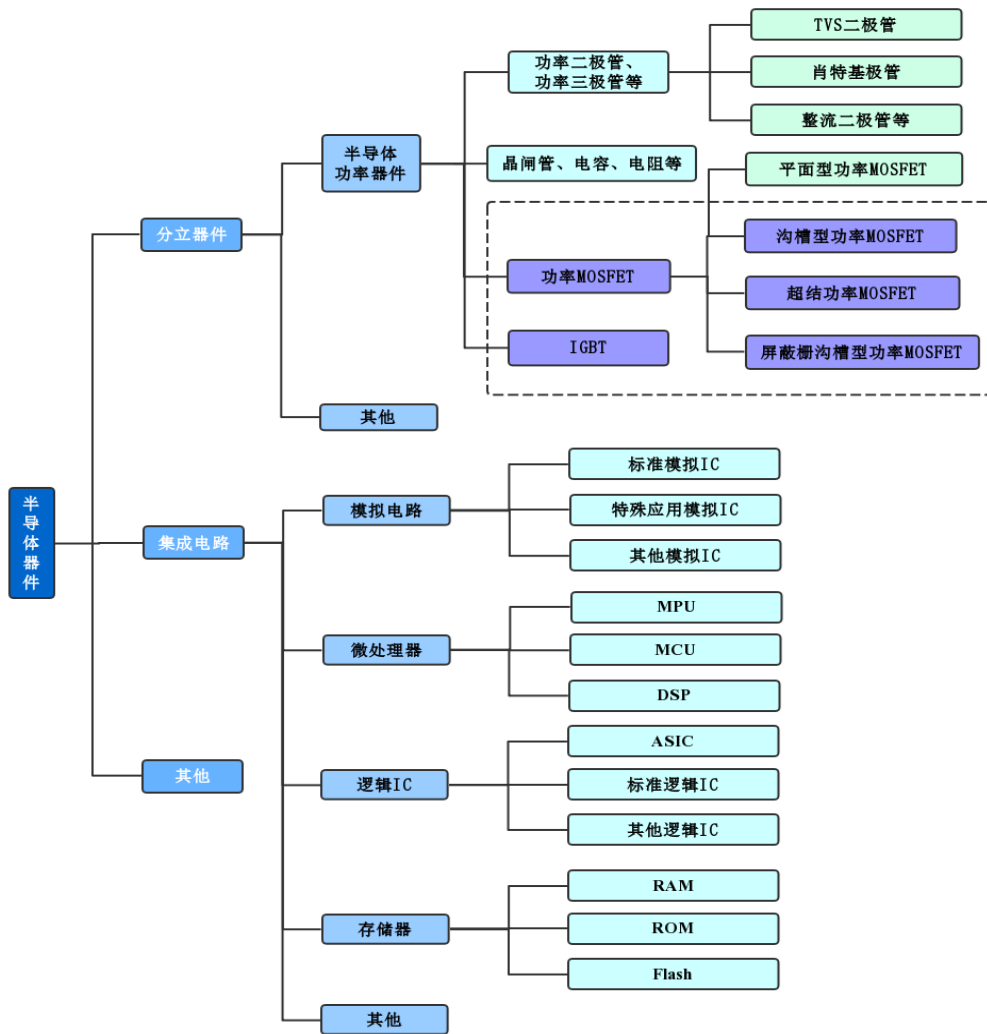 TVS二极管
功率二极管、
功率三极管等
肖特基极管
整流二极管等
半导体
功率器件
晶闸管、电容、电阻等
平面型功率MOSFET
分立器件
沟槽型功率MOSFET
功率MOSFET
超结功率MOSFET
IGBT
屏蔽栅沟槽型功率MOSFET
其他
半
导
体
器
件
集成电路
模拟电路
标准模拟IC
特殊应用模拟IC
其他模拟IC
微处理器
MPU
MCU
DSP
其他
逻辑IC
ASIC
标准逻辑IC
其他逻辑IC
存储器
RAM
ROM
Flash
其他